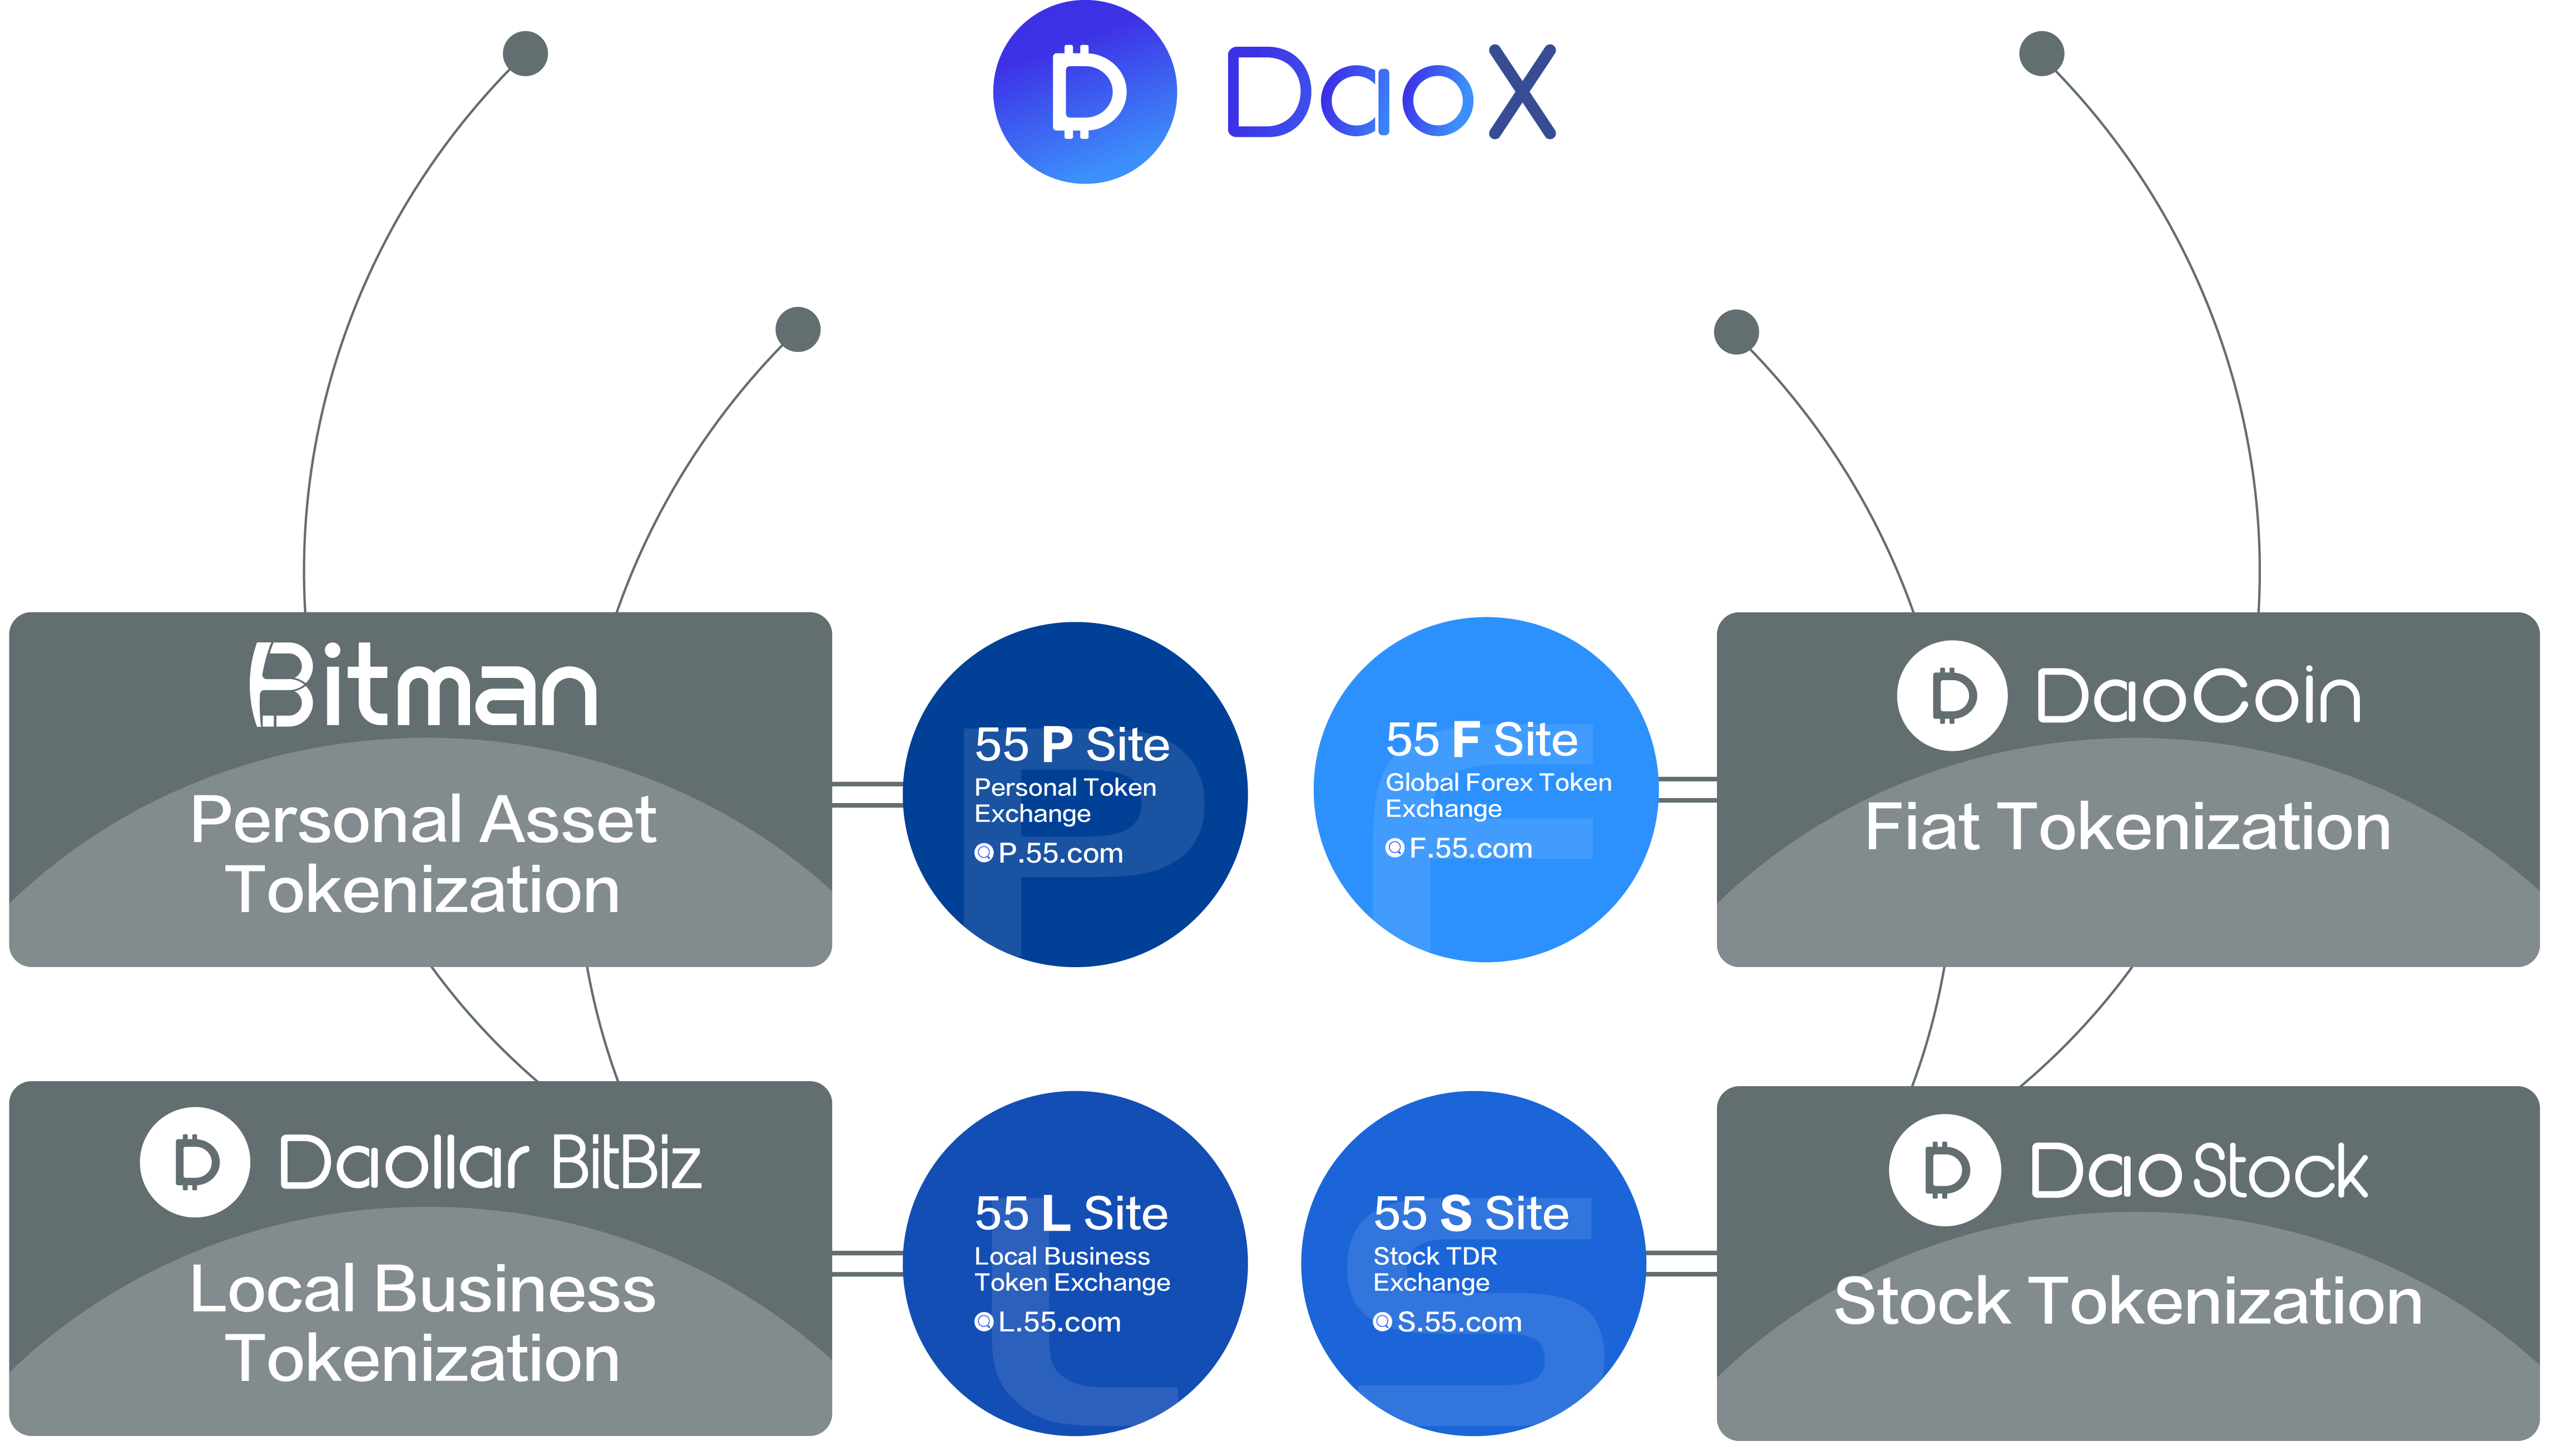 DaoX
Bitman
Personal Asset
Tokenization
55 P Site
Personal Token
Exchange
P.55.com
55 F Site
Global Forex Token
Exchange
F.55.com
DaoCoin
Fiat Tokenization
Daollar BitBiz
Local Business
Tokenization
55 L Site
Local Business
Token Exchange
L.55.com
55 S Site
Stock TDR
Exchange
S.55.com
DaoStock
Stock Tokenization